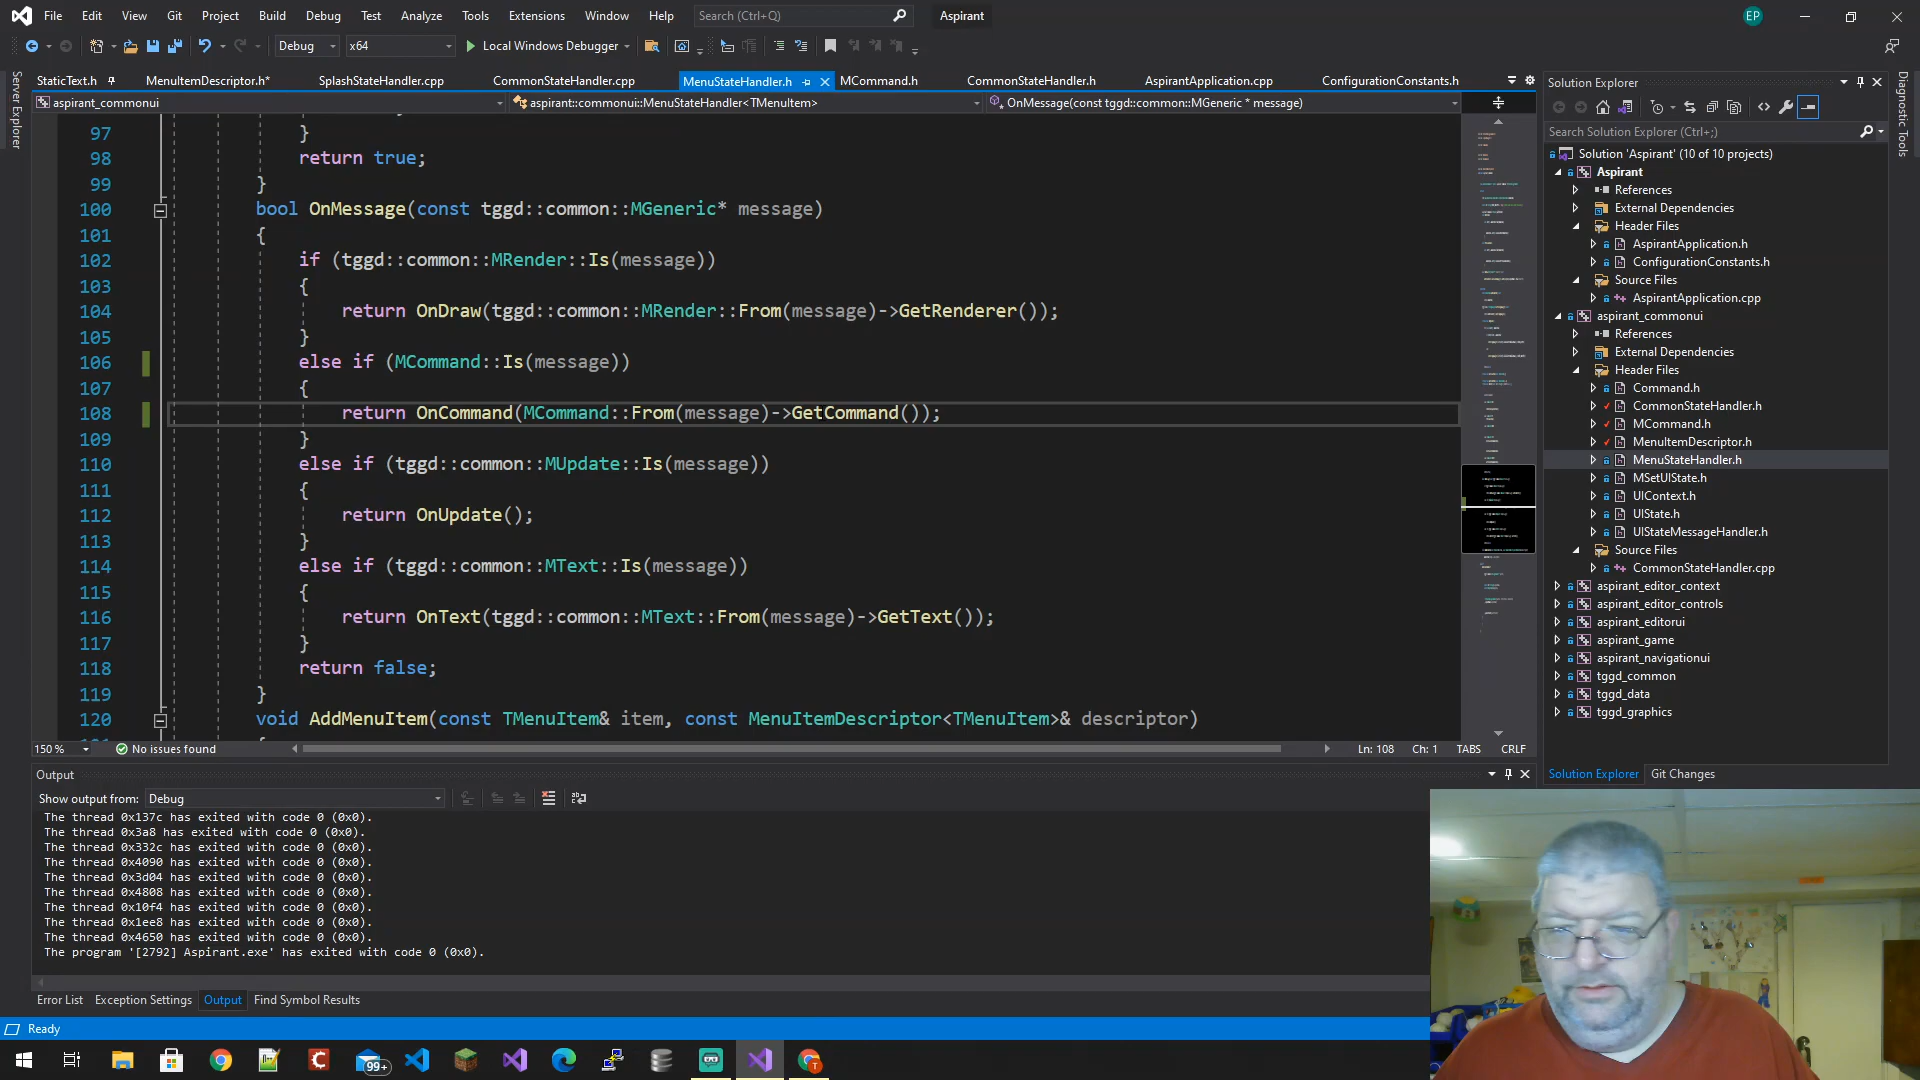 File Edit View Git Project Build Debug Test Analyze Tools Extensions Window Help Search (Ctrl+Q) Aspirant EP
Debug x64 Local Windows Debugger
StaticText.h MenuItemDescriptor.h* SplashStateHandler.cpp CommonStateHandler.cpp MenuStateHandler.h MCommand.h CommonStateHandler.h AspirantApplication.cpp ConfigurationConstants.h
aspirant_commonui aspirant::commonui::MenuStateHandler<TMenuItem> OnMessage(const tggd::common::MGeneric * message)
97 }
98 return true;
99 }
100 bool OnMessage(const tggd::common::MGeneric* message)
101 {
102 if (tggd::common::MRender::Is(message))
103 {
104 return OnDraw(tggd::common::MRender::From(message)->GetRenderer());
105 }
106 else if (MCommand::Is(message))
107 {
108 return OnCommand(MCommand::From(message)->GetCommand());
109 }
110 else if (tggd::common::MUpdate::Is(message))
111 {
112 return OnUpdate();
113 }
114 else if (tggd::common::MText::Is(message))
115 {
116 return OnText(tggd::common::MText::From(message)->GetText());
117 }
118 return false;
119 }
120 void AddMenuItem(const TMenuItem& item, const MenuItemDescriptor<TMenuItem>& descriptor)
150 % No issues found Ln: 108 Ch: 1 TABS CRLF
Output
Show output from: Debug
The thread 0x137c has exited with code 0 (0x0).
The thread 0x3a8 has exited with code 0 (0x0).
The thread 0x332c has exited with code 0 (0x0).
The thread 0x4090 has exited with code 0 (0x0).
The thread 0x3d04 has exited with code 0 (0x0).
The thread 0x4808 has exited with code 0 (0x0).
The thread 0x10f4 has exited with code 0 (0x0).
The thread 0x1ee8 has exited with code 0 (0x0).
The thread 0x4650 has exited with code 0 (0x0).
The program '[2792] Aspirant.exe' has exited with code 0 (0x0).
Error List Exception Settings Output Find Symbol Results
Ready
99+
Server Explorer
Solution Explorer
Search Solution Explorer (Ctrl+;)
Solution 'Aspirant' (10 of 10 projects)
Aspirant
References
External Dependencies
Header Files
AspirantApplication.h
ConfigurationConstants.h
Source Files
AspirantApplication.cpp
aspirant_commonui
References
External Dependencies
Header Files
Command.h
CommonStateHandler.h
MCommand.h
MenuItemDescriptor.h
MenuStateHandler.h
MSetUIState.h
UIContext.h
UIState.h
UIStateMessageHandler.h
Source Files
CommonStateHandler.cpp
aspirant_editor_context
aspirant_editor_controls
aspirant_editorui
aspirant_game
aspirant_navigationui
tggd_common
tggd_data
tggd_graphics
Solution Explorer Git Changes
Diagnostic Tools